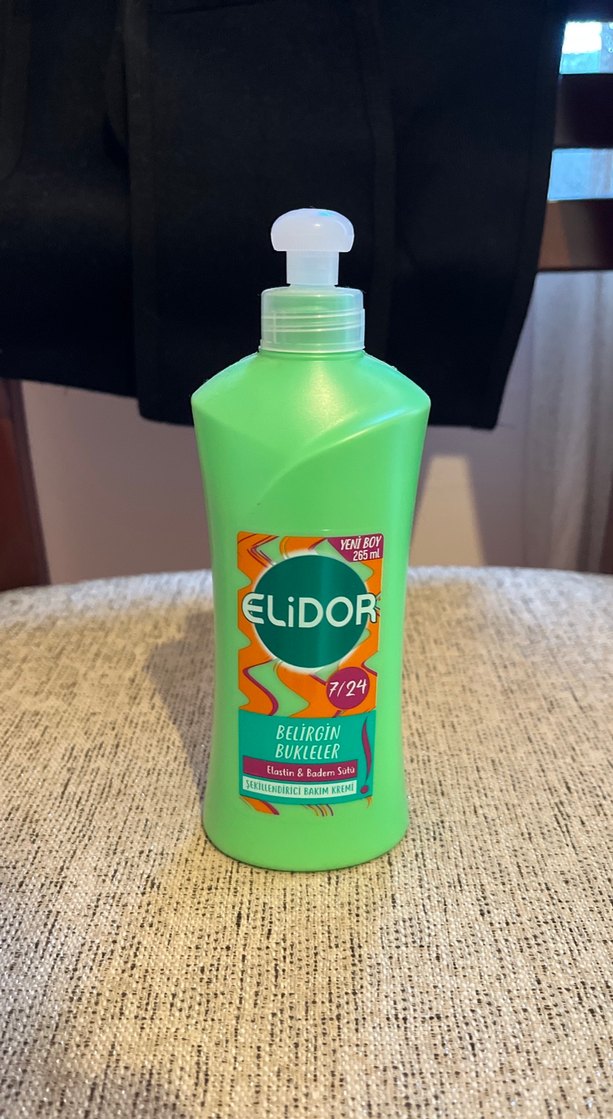 YENİ BOY
265 ml
ELiDOR
7/24
BELİRGİN
BUKLELER
Elastin & Badem Sütü
ŞEKİLLENDİRİCİ BAKIM KREMİ